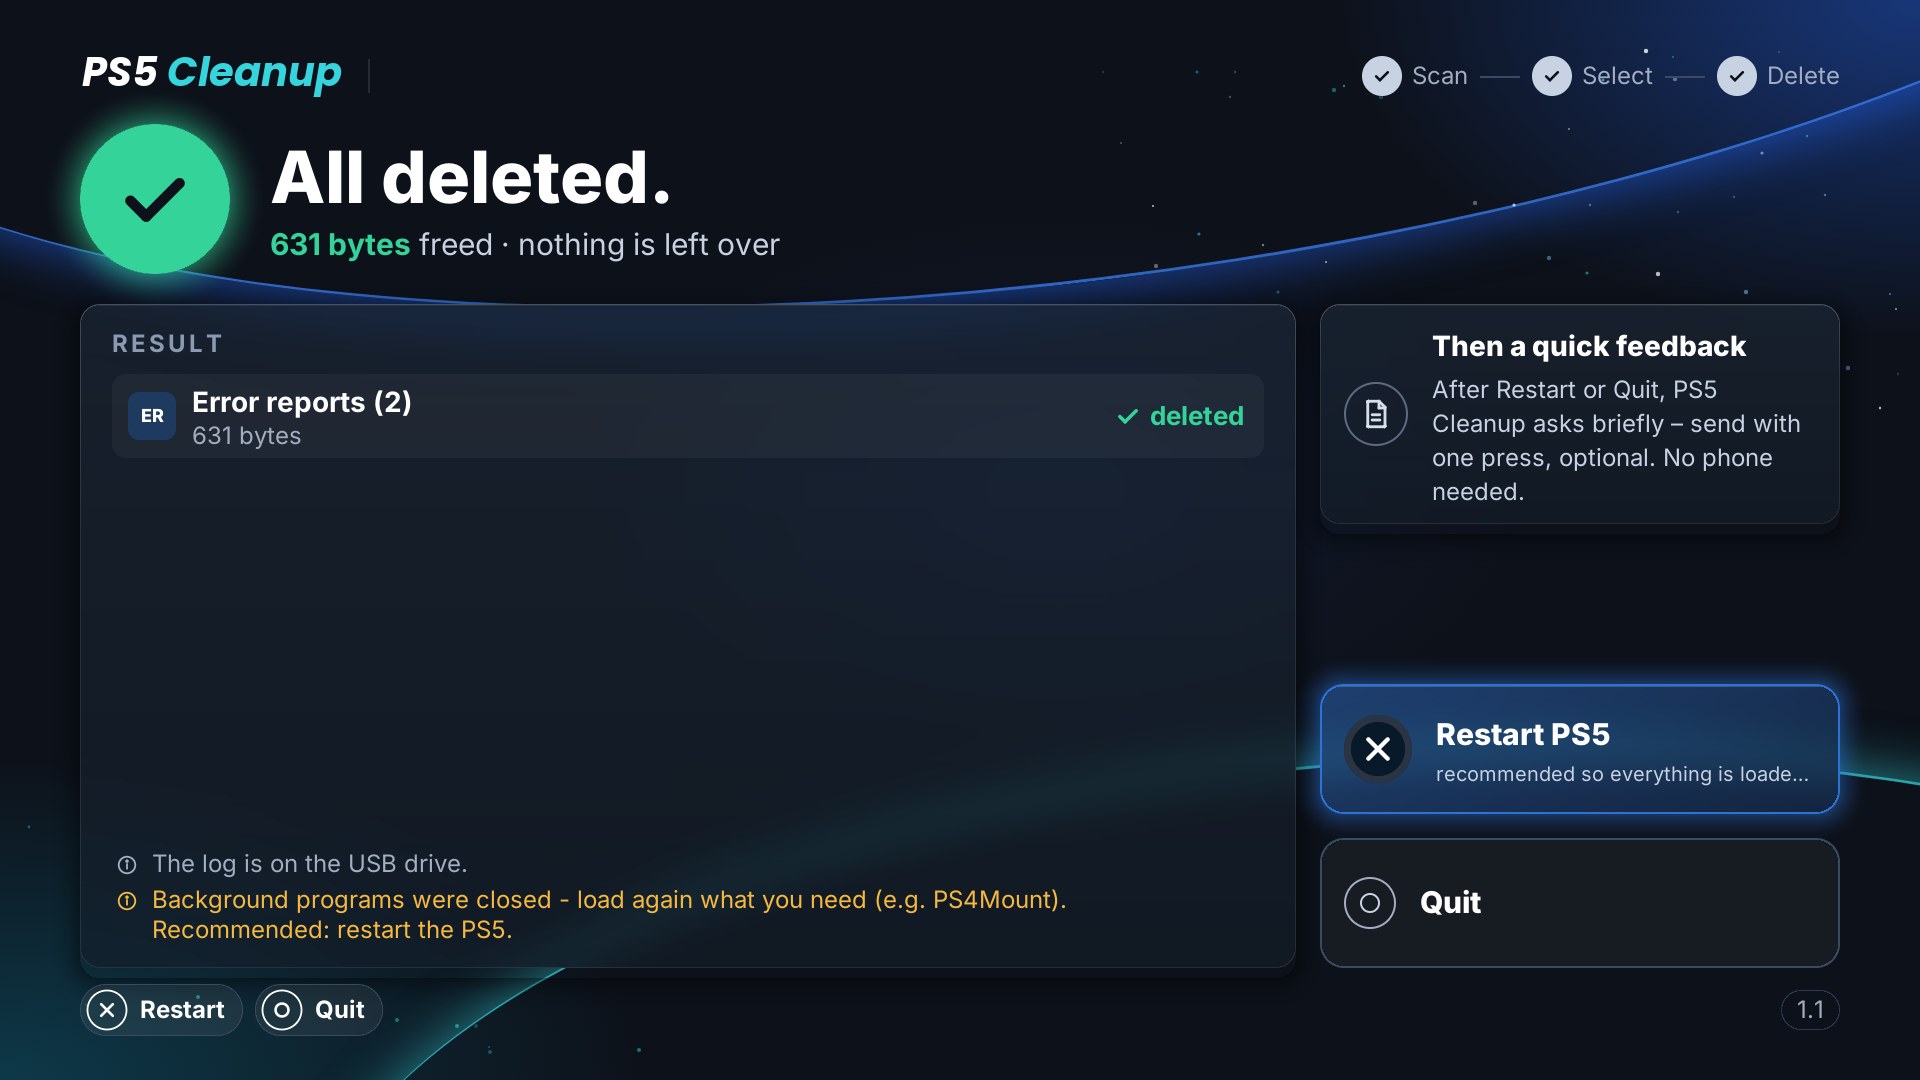 PS5 Cleanup
Scan
Select
Delete
All deleted.
631 bytes freed · nothing is left over
RESULT
ER
Error reports (2)
631 bytes
deleted
The log is on the USB drive.
Background programs were closed - load again what you need (e.g. PS4Mount).
Recommended: restart the PS5.
Then a quick feedback
After Restart or Quit, PS5
Cleanup asks briefly – send with
one press, optional. No phone
needed.
Restart PS5
recommended so everything is loade...
Quit
Restart
Quit
1.1